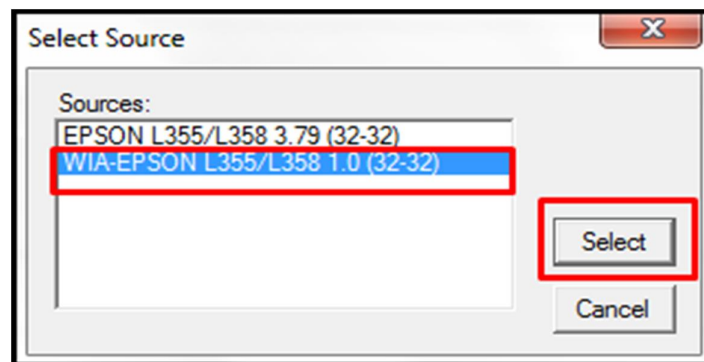 Select Source
Sources:
EPSON L355/L358 3.79 (32-32)
WIA-EPSON L355/L358 1.0 (32-32)
Select
Cancel